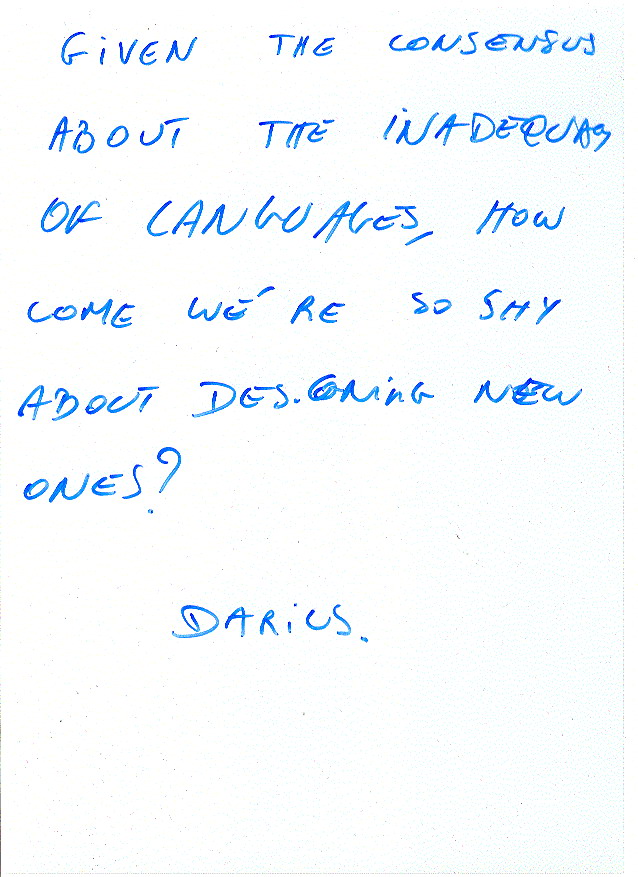 GIVEN THE CONSENSUS
ABOUT THE INADEQUACY
OF LANGUAGES, HOW
COME WE'RE SO SHY
ABOUT DESIGNING NEW
ONES?
DARIUS.